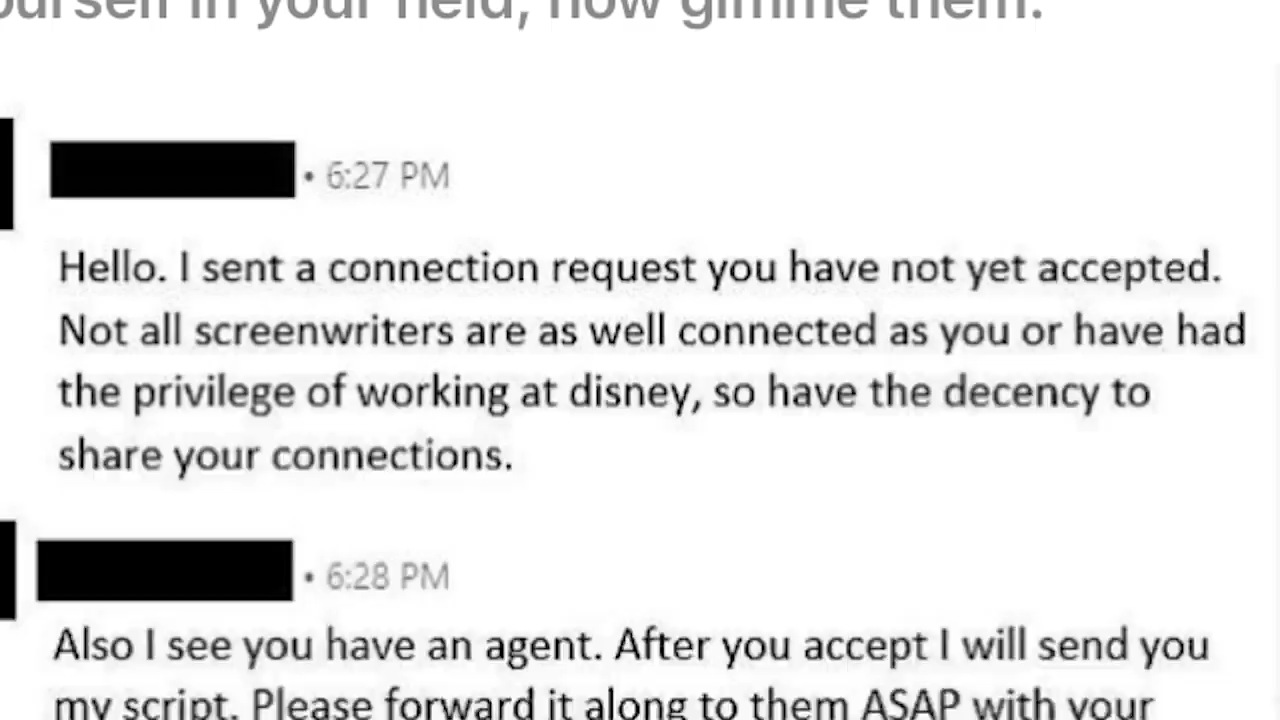 ourself in your field, now gimme them.
• 6:27 PM
Hello. I sent a connection request you have not yet accepted.
Not all screenwriters are as well connected as you or have had
the privilege of working at disney, so have the decency to
share your connections.
• 6:28 PM
Also I see you have an agent. After you accept I will send you
my script. Please forward it along to them ASAP with your